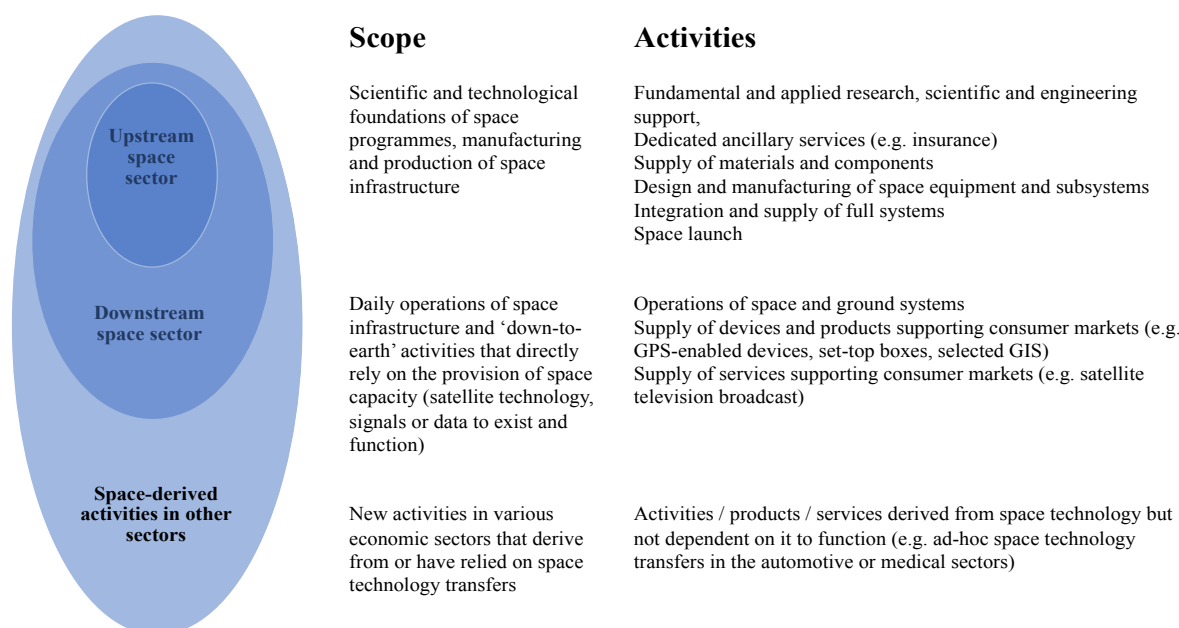 Scope
Activities
Upstream
space
sector
Scientific and technological
foundations of space
programmes, manufacturing
and production of space
infrastructure
Fundamental and applied research, scientific and engineering
support,
Dedicated ancillary services (e.g. insurance)
Supply of materials and components
Design and manufacturing of space equipment and subsystems
Integration and supply of full systems
Space launch
Downstream
space sector
Daily operations of space
infrastructure and ‘down-to-
earth’ activities that directly
rely on the provision of space
capacity (satellite technology,
signals or data to exist and
function)
Operations of space and ground systems
Supply of devices and products supporting consumer markets (e.g.
GPS-enabled devices, set-top boxes, selected GIS)
Supply of services supporting consumer markets (e.g. satellite
television broadcast)
Space-derived
activities in other
sectors
New activities in various
economic sectors that derive
from or have relied on space
technology transfers
Activities / products / services derived from space technology but
not dependent on it to function (e.g. ad-hoc space technology
transfers in the automotive or medical sectors)